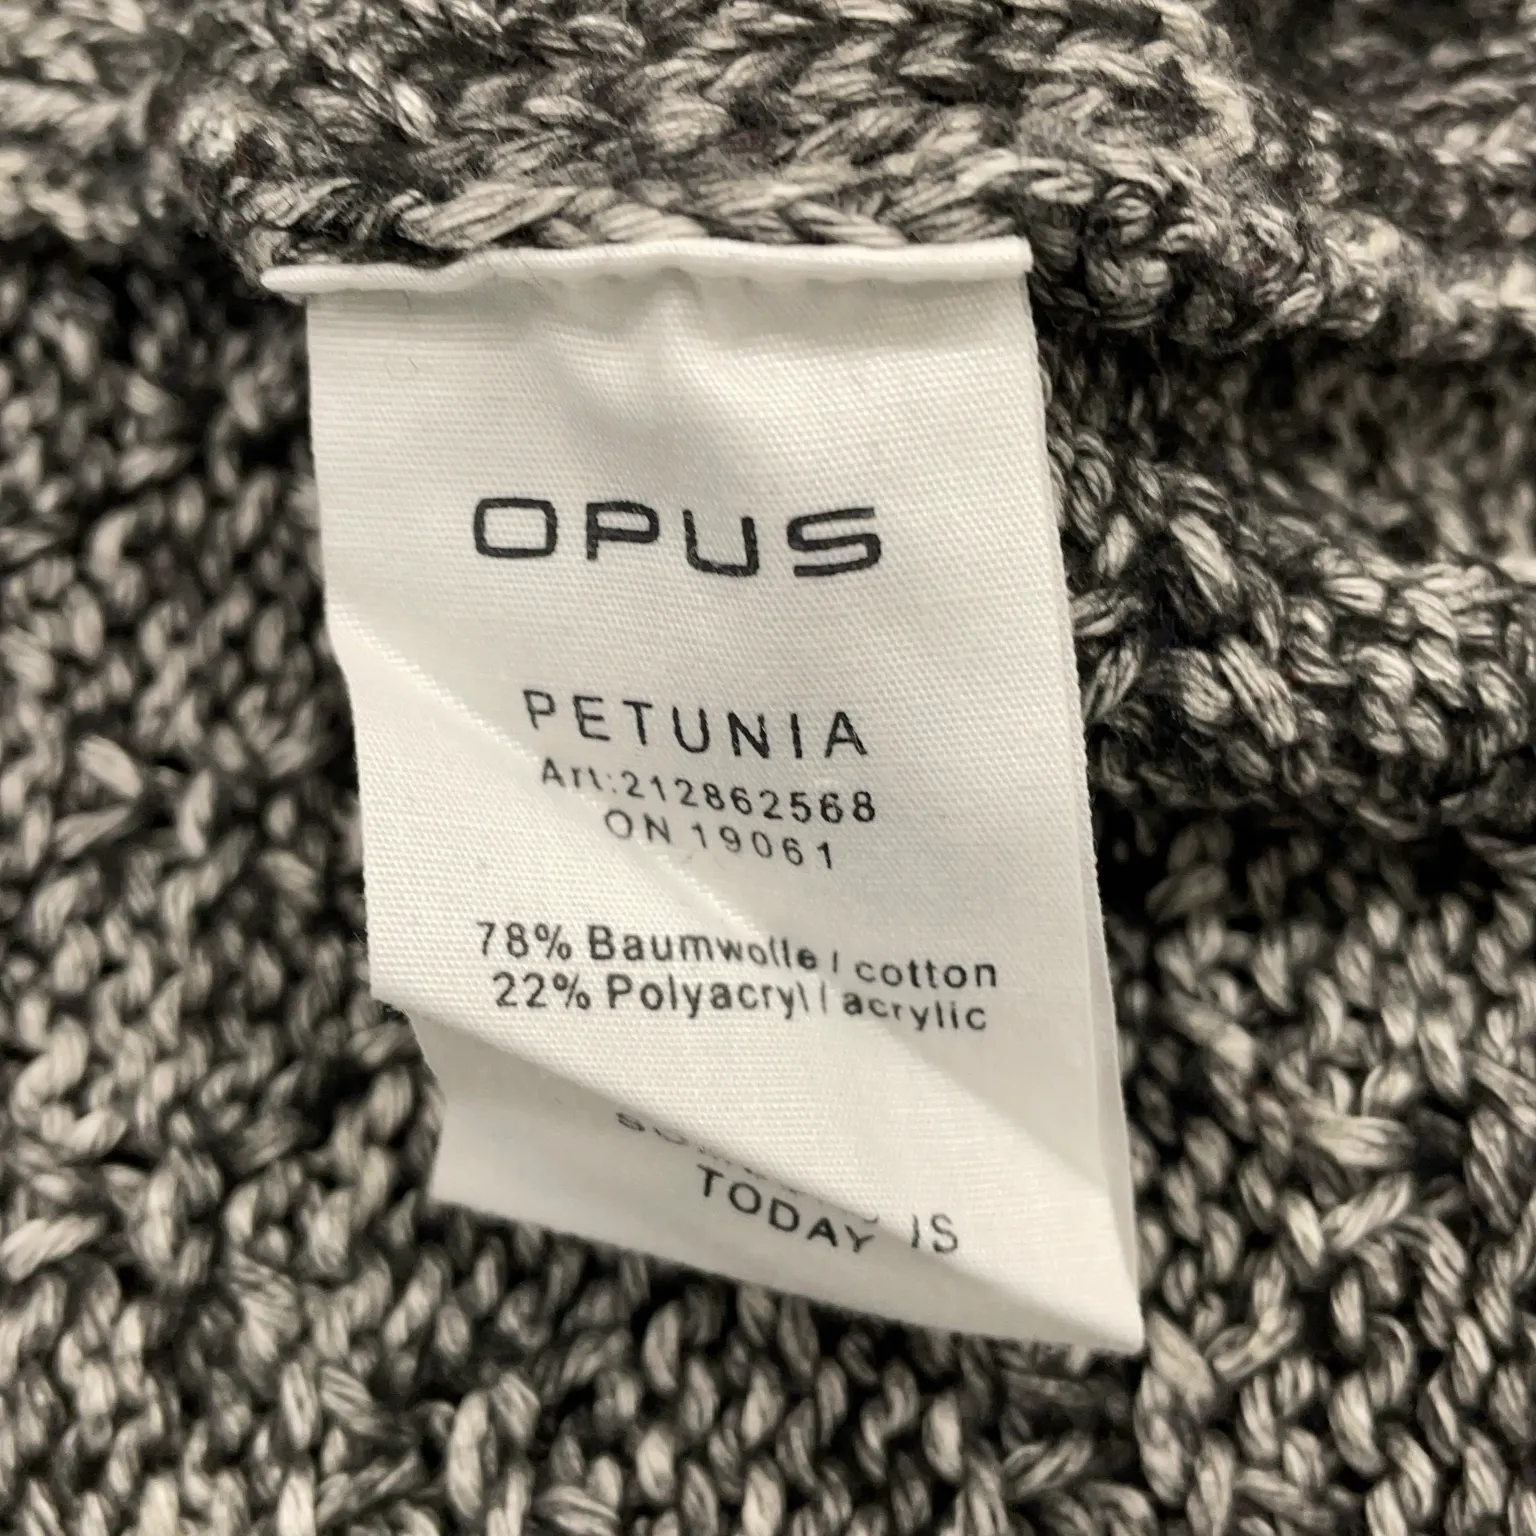 OPUS
PETUNIA
Art:212862568
ON 19061
78% Baumwolle / cotton
22% Polyacryl / acrylic
IS
TODAY